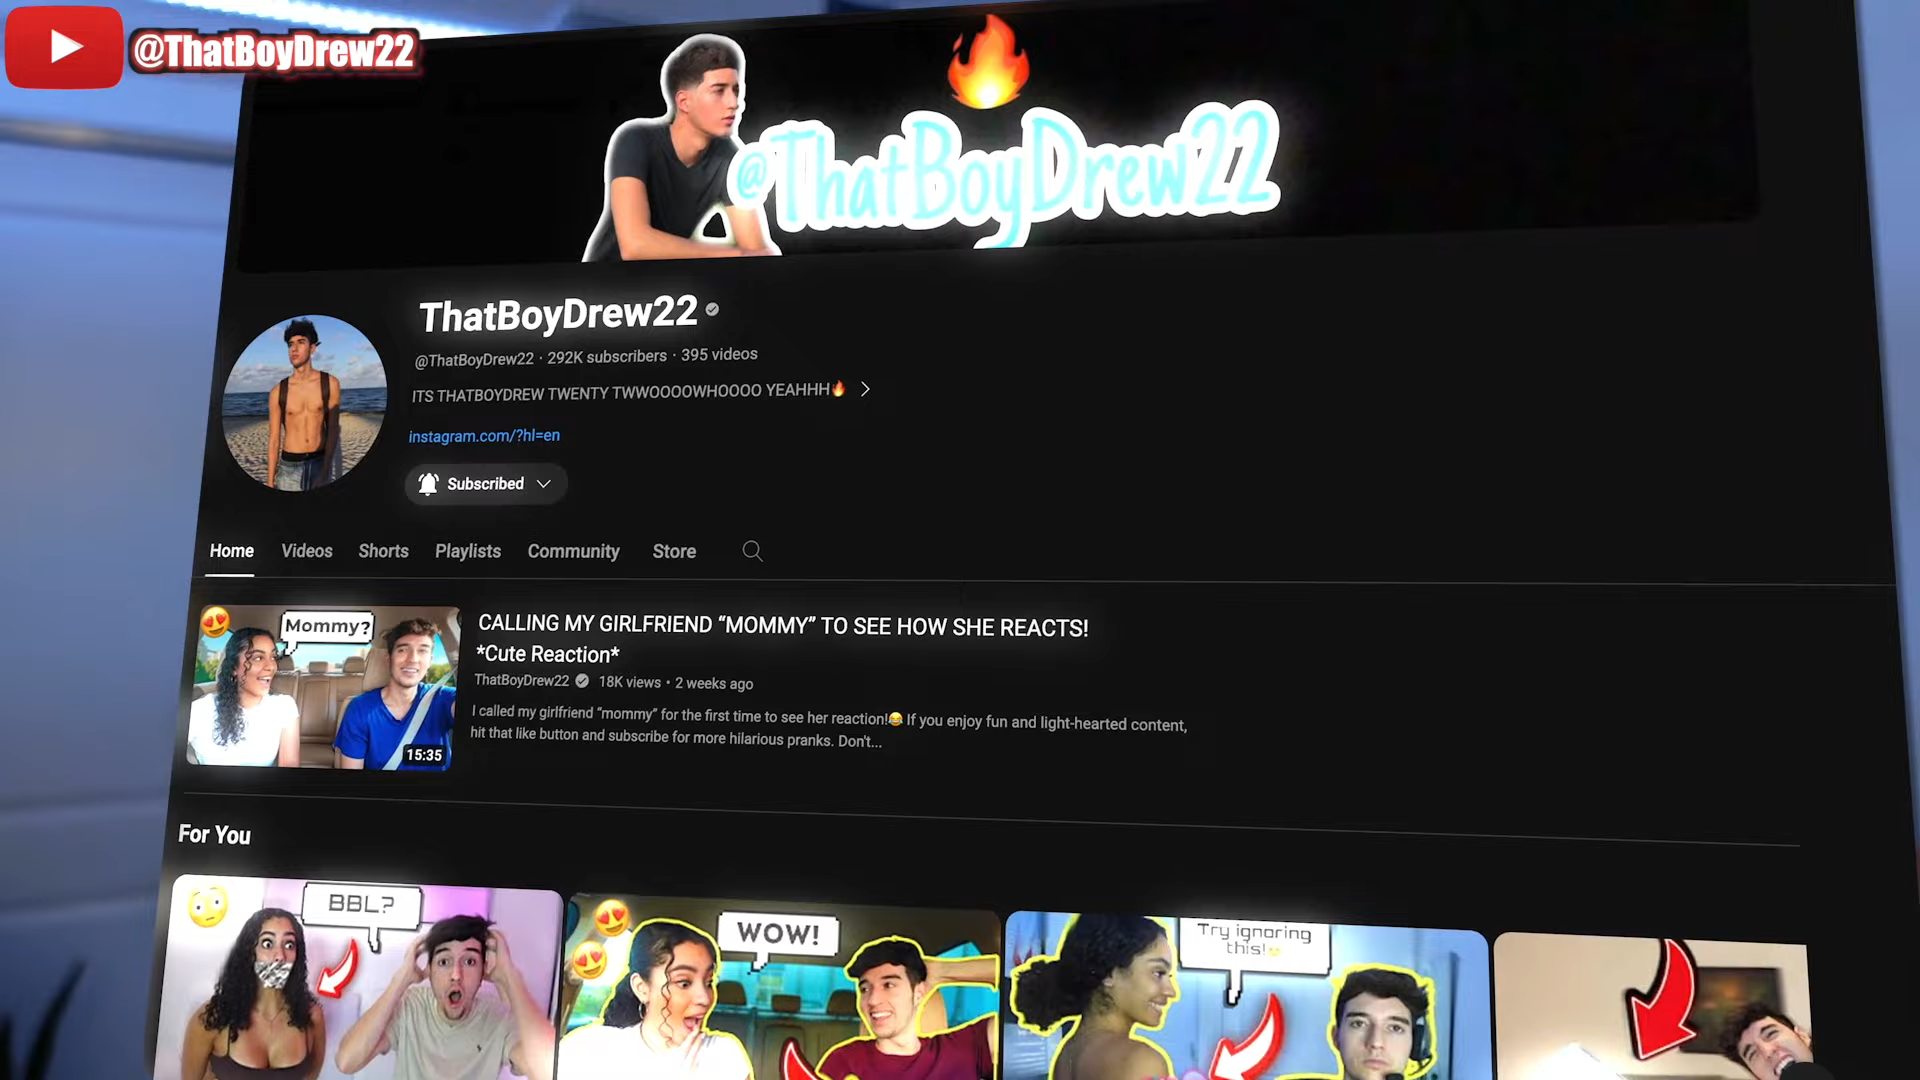 @ThatBoyDrew22
@ThatBoyDrew22
ThatBoyDrew22
@ThatBoyDrew22 · 292K subscribers · 395 videos
ITS THATBOYDREW TWENTY TWWOOOOWHOOOO YEAHHH🔥
instagram.com/?hl=en
Subscribed
Home Videos Shorts Playlists Community Store
Mommy?
15:35
CALLING MY GIRLFRIEND “MOMMY” TO SEE HOW SHE REACTS!
*Cute Reaction*
ThatBoyDrew22 18K views • 2 weeks ago
I called my girlfriend “mommy” for the first time to see her reaction!😂 If you enjoy fun and light-hearted content,
hit that like button and subscribe for more hilarious pranks. Don't...
For You
BBL?
WOW!
Try ignoring
this!